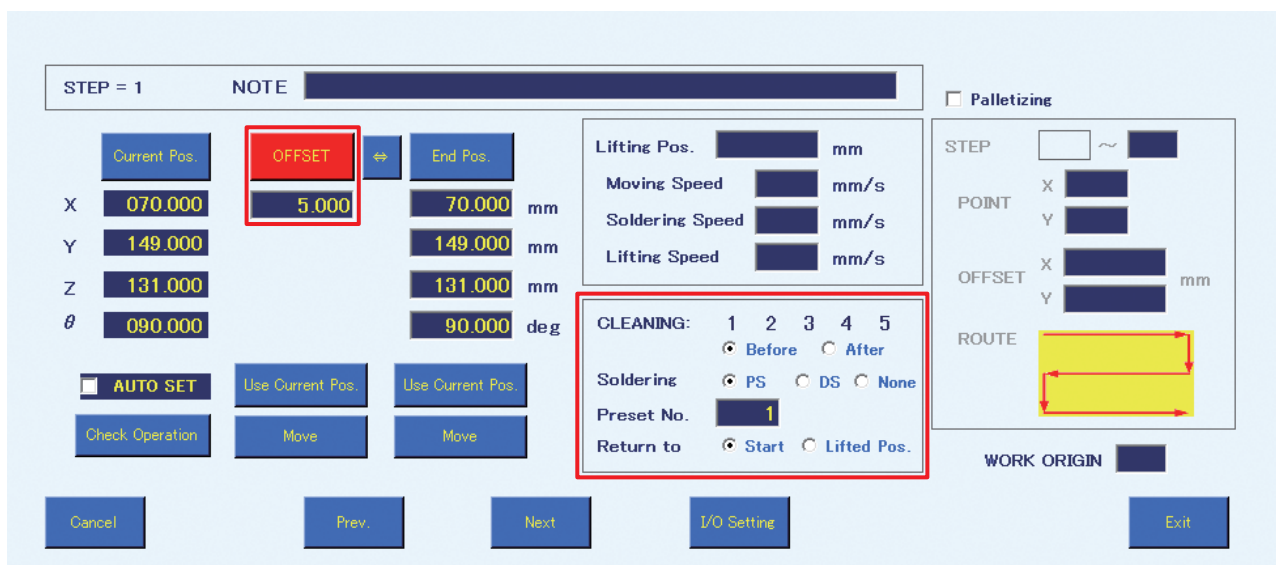 STEP = 1 NOTE
Palletizing
Current Pos. OFFSET ⇔ End Pos.
X 070.000 5.000 70.000 mm
Y 149.000 149.000 mm
Z 131.000 131.000 mm
θ 090.000 90.000 deg
AUTO SET Use Current Pos. Use Current Pos.
Check Operation Move Move
Lifting Pos. mm
Moving Speed mm/s
Soldering Speed mm/s
Lifting Speed mm/s
CLEANING: 1 2 3 4 5
Before After
Soldering PS DS None
Preset No. 1
Return to Start Lifted Pos.
STEP ~
POINT X
Y
OFFSET X
Y mm
ROUTE
WORK ORIGIN
Cancel Prev. Next I/O Setting Exit